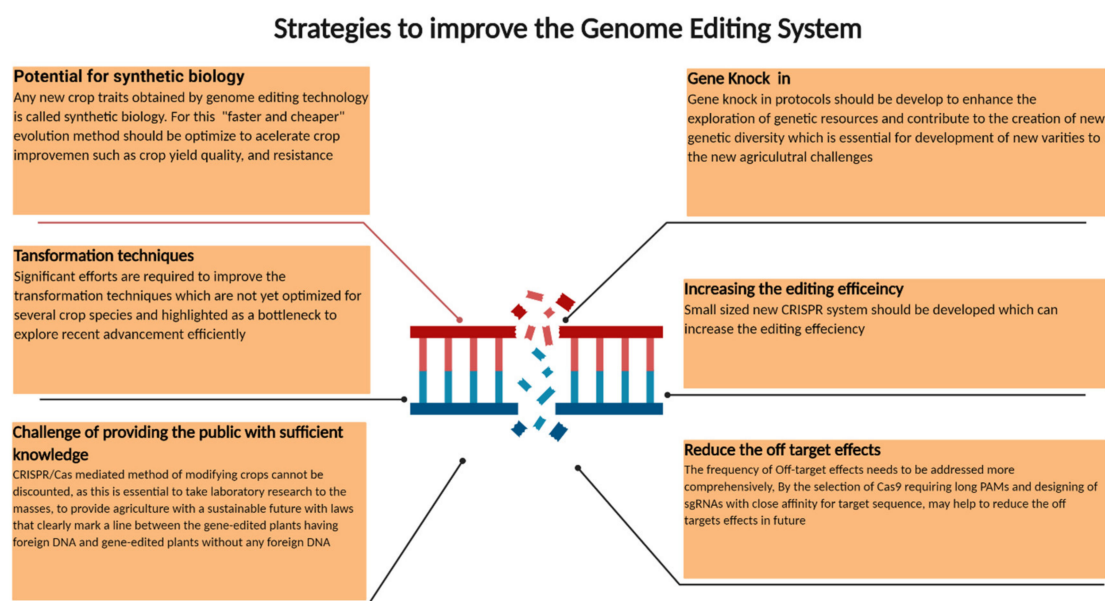 Strategies to improve the Genome Editing System
Potential for synthetic biology
Any new crop traits obtained by genome editing technology
is called synthetic biology. For this "faster and cheaper"
evolution method should be optimize to acelerate crop
improvemen such as crop yield quality, and resistance
Tansformation techniques
Significant efforts are required to improve the
transformation techniques which are not yet optimized for
several crop species and highlighted as a bottleneck to
explore recent advancement efficiently
Challenge of providing the public with sufficient
knowledge
CRISPR/Cas mediated method of modifying crops cannot be
discounted, as this is essential to take laboratory research to the
masses, to provide agriculture with a sustainable future with laws
that clearly mark a line between the gene-edited plants having
foreign DNA and gene-edited plants without any foreign DNA
Gene Knock in
Gene knock in protocols should be develop to enhance the
exploration of genetic resources and contribute to the creation of new
genetic diversity which is essential for development of new varities to
the new agriculutral challenges
Increasing the editing efficeincy
Small sized new CRISPR system should be developed which can
increase the editing effeciency
Reduce the off target effects
The frequency of Off-target effects needs to be addressed more
comprehensively, By the selection of Cas9 requiring long PAMs and designing of
sgRNAs with close affinity for target sequence, may help to reduce the off
targets effects in future